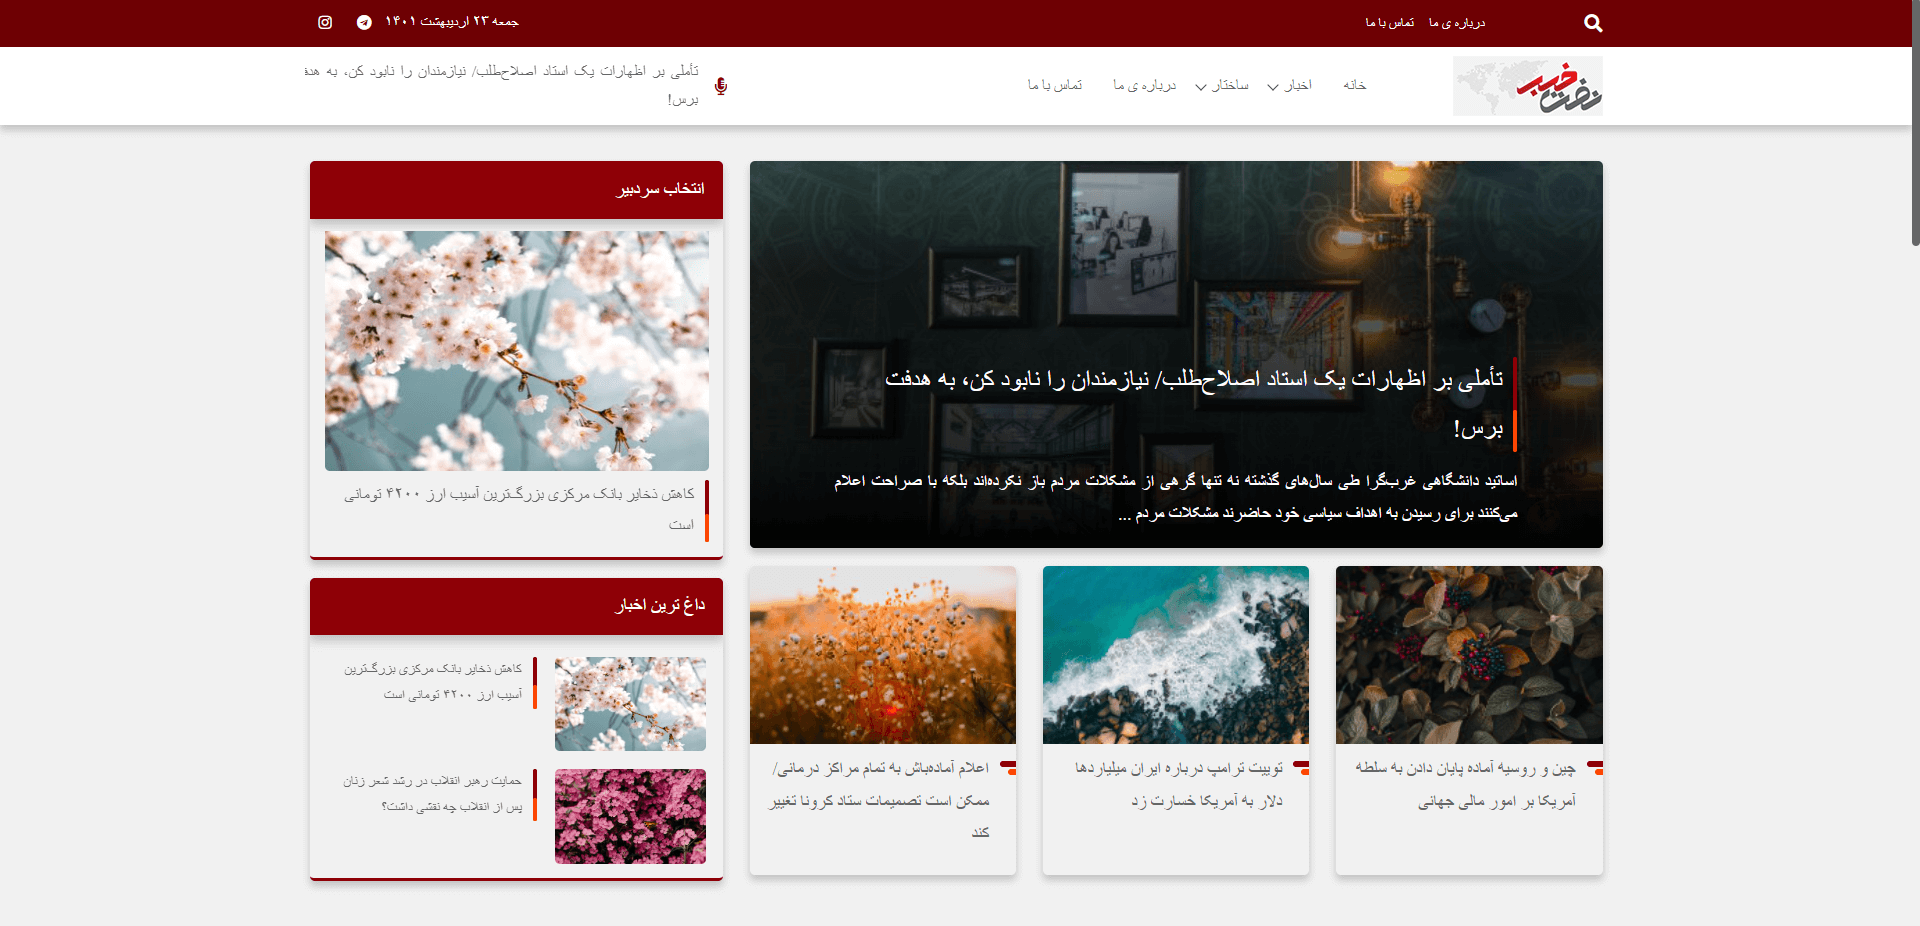 درباره ی ما
تماس با ما
جمعه ۲۳ اردیبهشت ۱۴۰۱
نفت خبر
خانه
اخبار
ساختار
درباره ی ما
تماس با ما
تأملی بر اظهارات یک استاد اصلاح‌طلب/ نیازمندان را نابود کن، به هدف
برس!
تأملی بر اظهارات یک استاد اصلاح‌طلب/ نیازمندان را نابود کن، به هدفت
برس!
اساتید دانشگاهی غرب‌گرا طی سال‌های گذشته نه تنها گرهی از مشکلات مردم باز نکرده‌اند بلکه با صراحت اعلام
می‌کنند برای رسیدن به اهداف سیاسی خود حاضرند مشکلات مردم ...
چین و روسیه آماده پایان دادن به سلطه
آمریکا بر امور مالی جهانی
توییت ترامپ درباره ایران میلیاردها
دلار به آمریکا خسارت زد
اعلام آماده‌باش به تمام مراکز درمانی/
ممکن است تصمیمات ستاد کرونا تغییر
کند
انتخاب سردبیر
کاهش ذخایر بانک مرکزی بزرگ‌ترین آسیب ارز ۴۲۰۰ تومانی
است
داغ ترین اخبار
کاهش ذخایر بانک مرکزی بزرگ‌ترین
آسیب ارز ۴۲۰۰ تومانی است
حمایت رهبر انقلاب در رشد شعر زنان
پس از انقلاب چه نقشی داشت؟